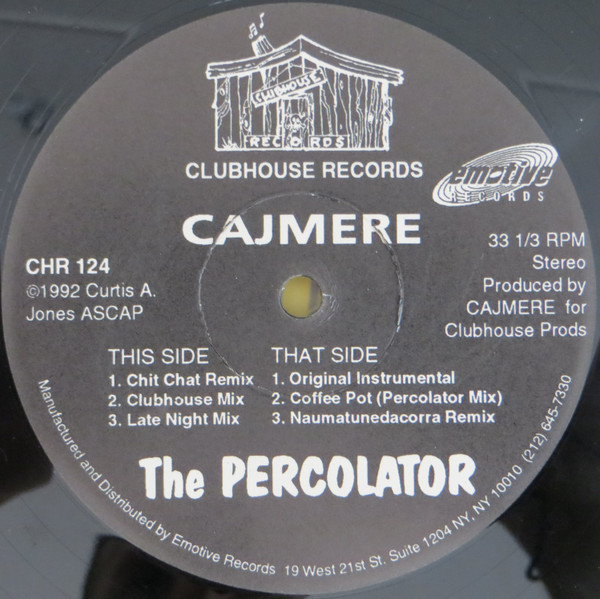 CLUBHOUSE
RECORDS
CLUBHOUSE RECORDS
emotive
RECORDS
CAJMERE
CHR 124
©1992 Curtis A.
Jones ASCAP
33 1/3 RPM
Stereo
Produced by
CAJMERE for
Clubhouse Prods
THIS SIDE
1. Chit Chat Remix
2. Clubhouse Mix
3. Late Night Mix
THAT SIDE
1. Original Instrumental
2. Coffee Pot (Percolator Mix)
3. Naumatunedacorra Remix
The PERCOLATOR
Manufactured and Distributed by Emotive Records 19 West 21st St. Suite 1204 NY, NY 10010 (212) 645-7330